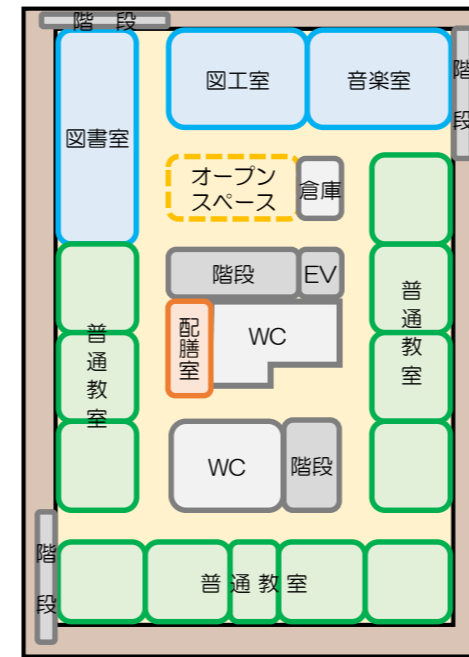 階 段
図書室
図工室
音楽室
階 段
オープン
スペース
倉庫
階段
EV
配膳室
WC
普通教室
普通教室
WC
階段
階 段
普 通 教 室